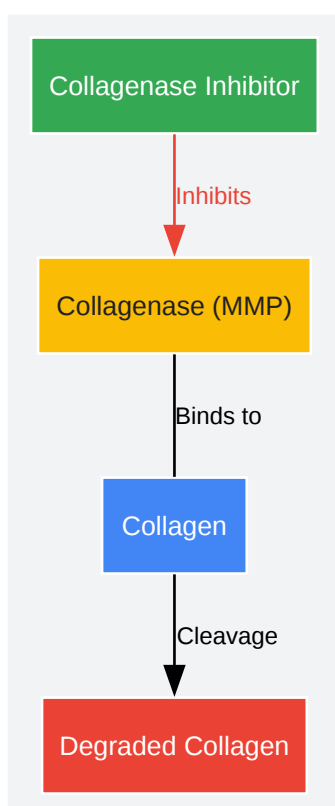 Collagenase Inhibitor
Inhibits
Collagenase (MMP)
Binds to
Collagen
Cleavage
Degraded Collagen